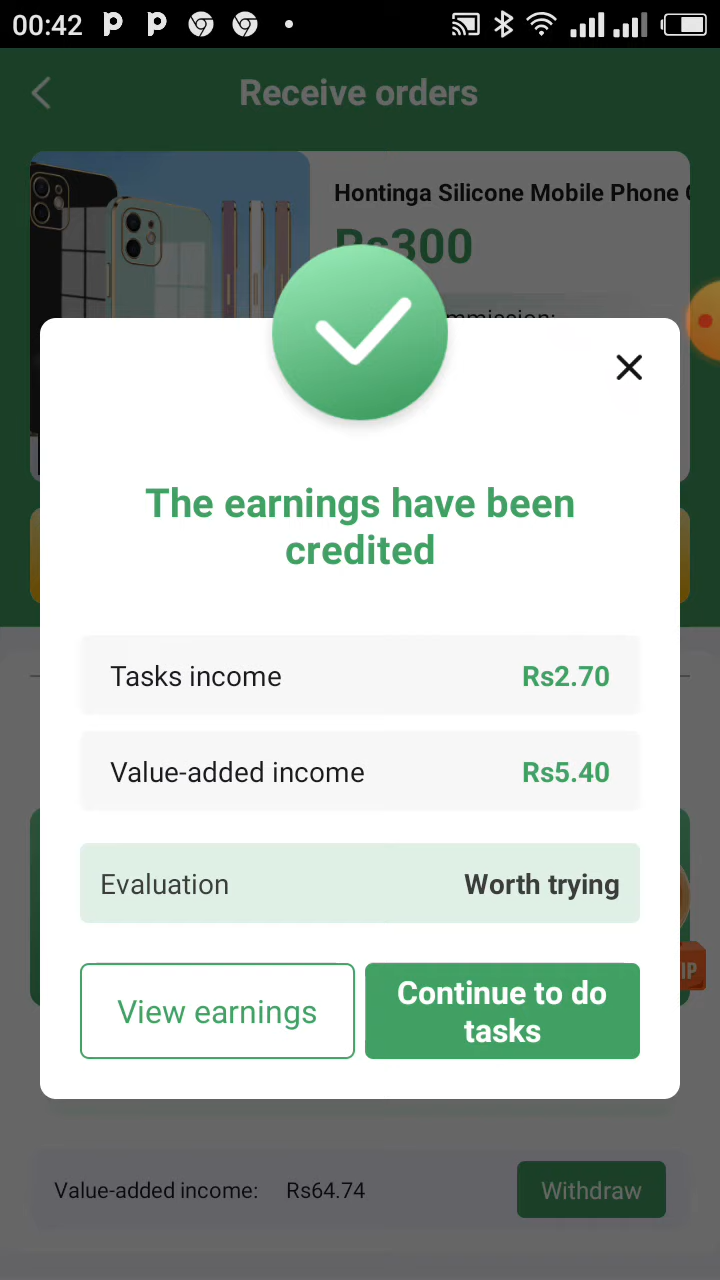 00:42
Receive orders
Hontinga Silicone Mobile Phone
Rs300
The earnings have been
credited
Tasks income Rs2.70
Value-added income Rs5.40
Evaluation Worth trying
View earnings
Continue to do
tasks
Value-added income: Rs64.74 Withdraw